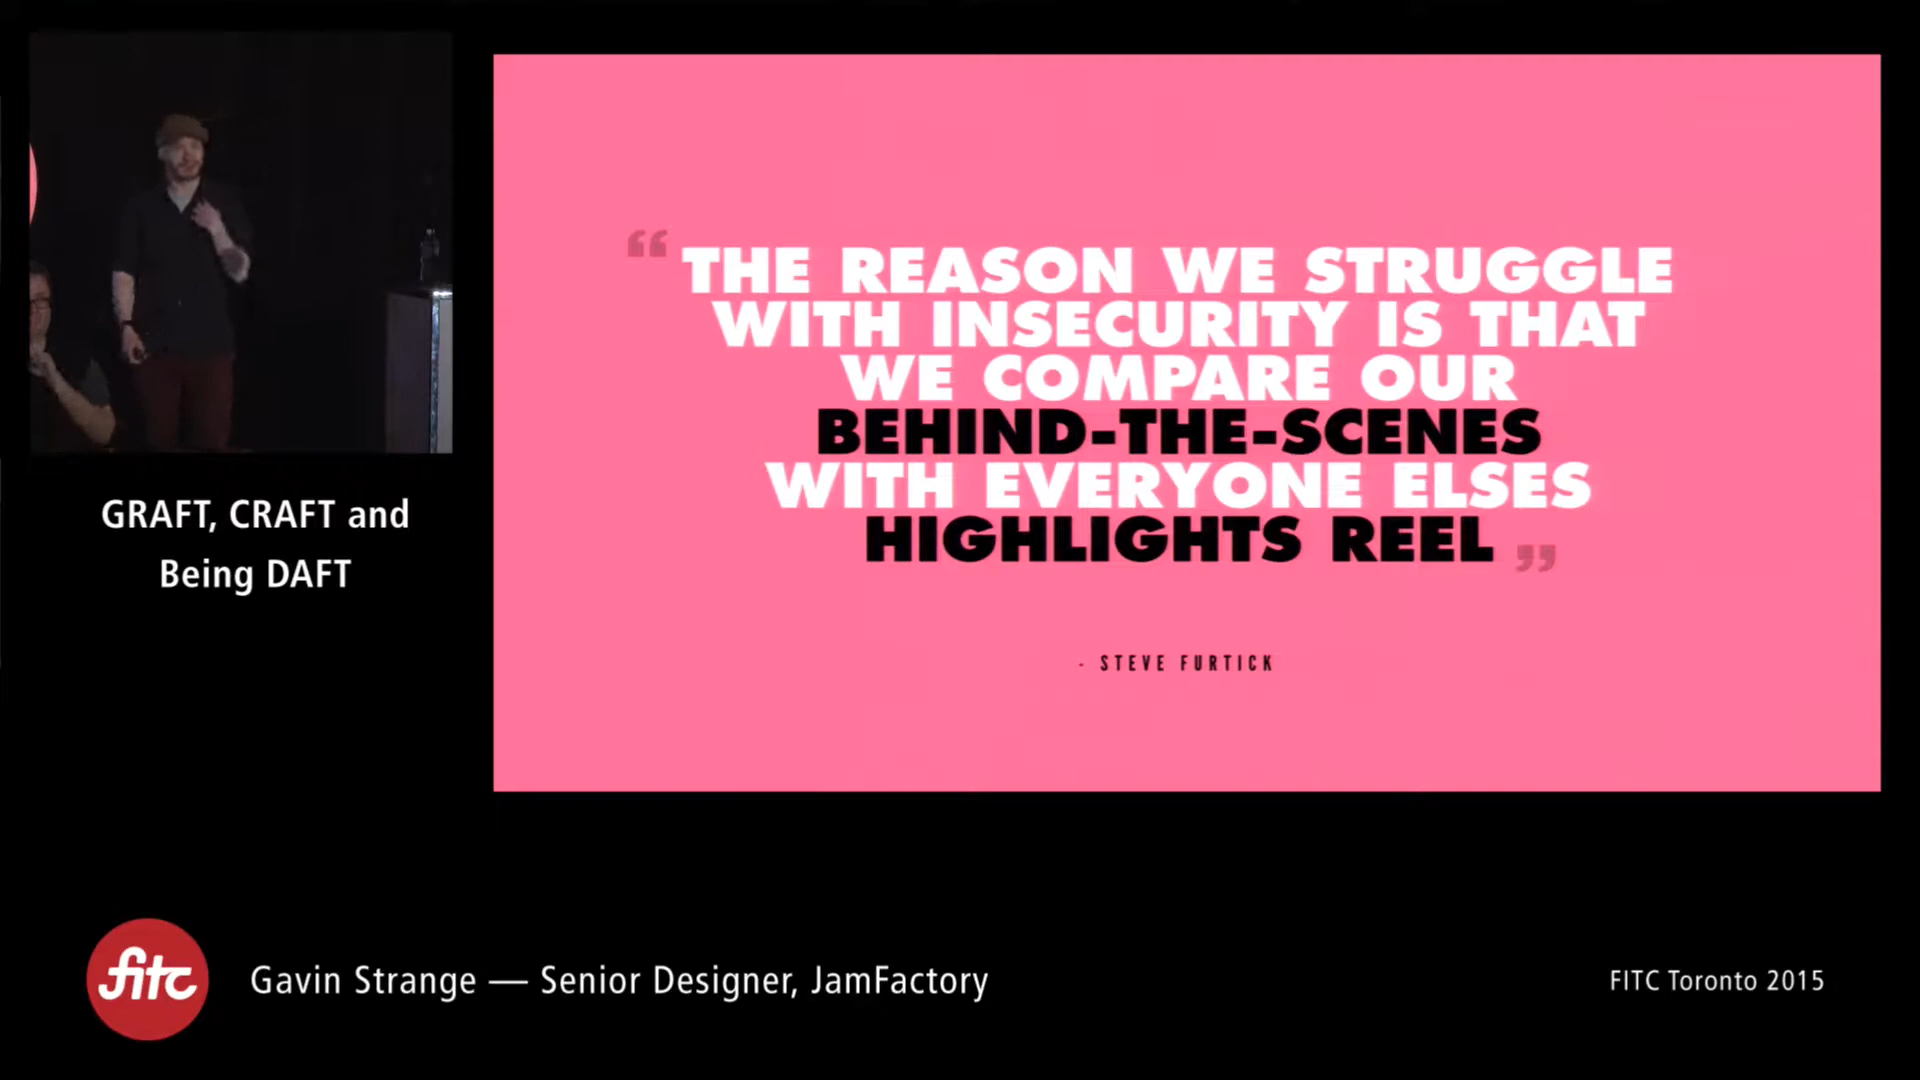 GRAFT, CRAFT and
Being DAFT
“ THE REASON WE STRUGGLE
WITH INSECURITY IS THAT
WE COMPARE OUR
BEHIND-THE-SCENES
WITH EVERYONE ELSES
HIGHLIGHTS REEL ”
- STEVE FURTICK
fitc
Gavin Strange — Senior Designer, JamFactory
FITC Toronto 2015